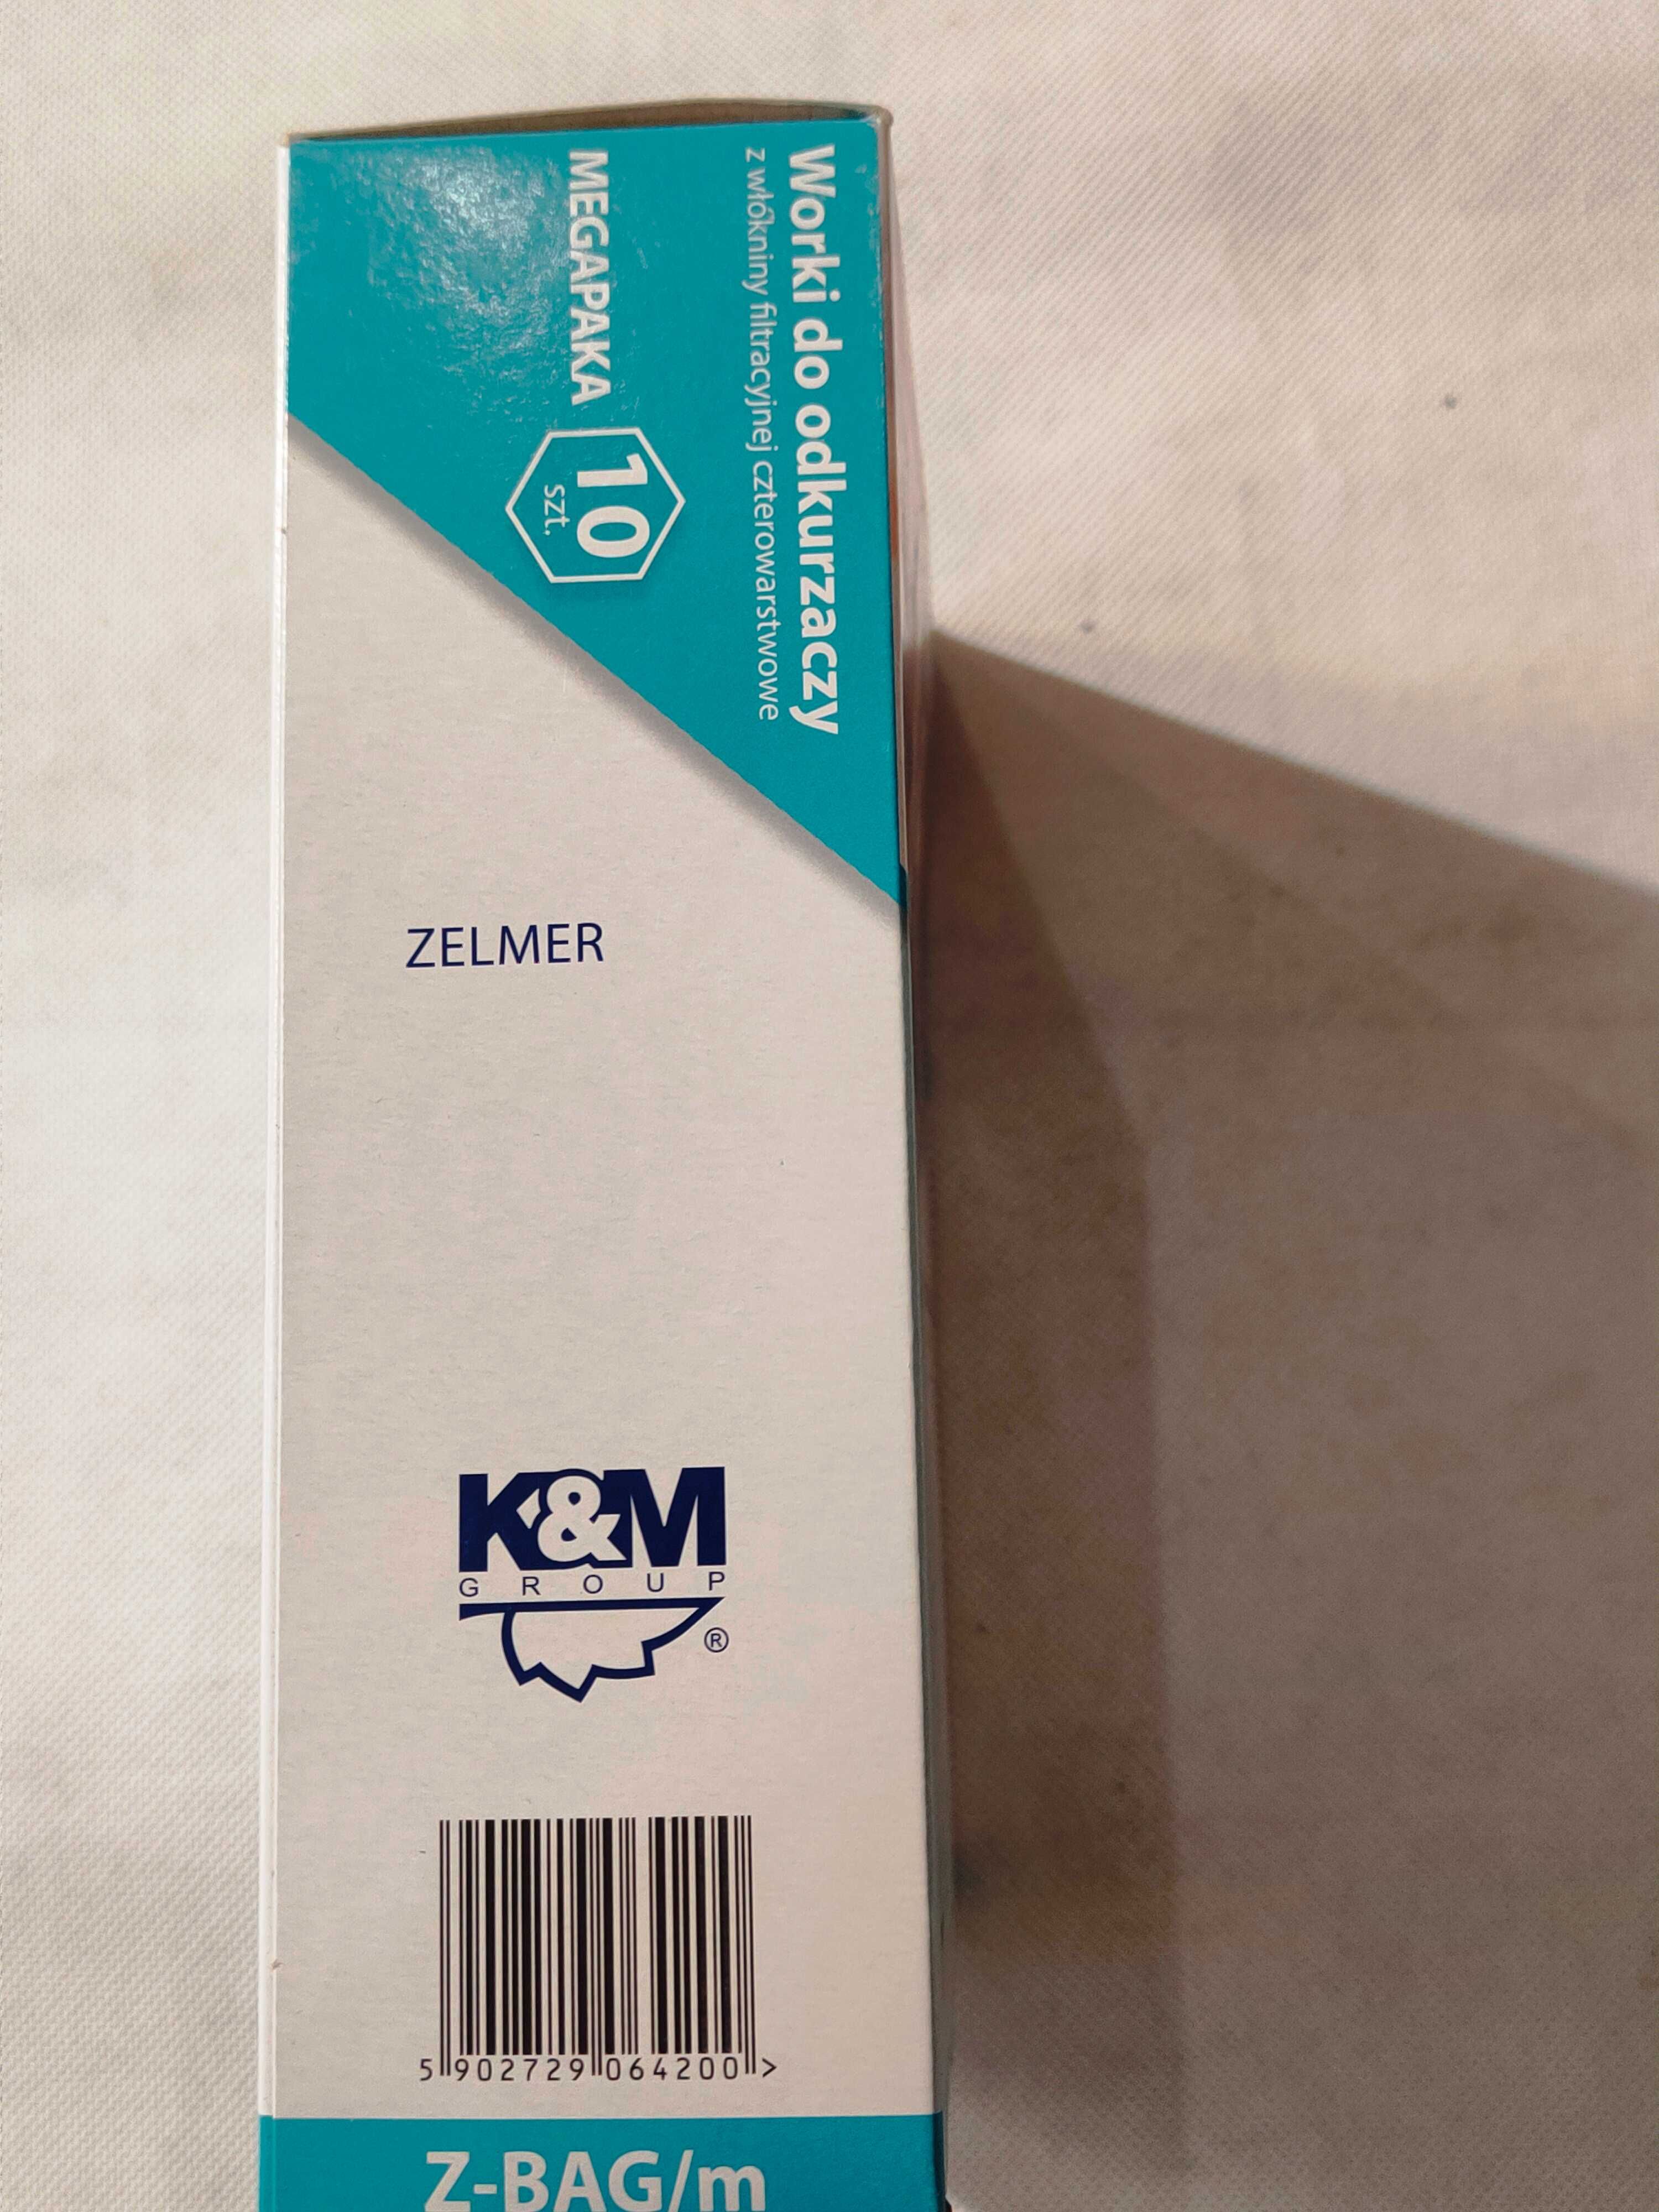 Worki do odkurzaczy
z włókniny filtracyjnej czterowarstwowe
MEGAPAKA
10
szt.
ZELMER
K&M
GROUP
®
5 902729 064200 >
Z-BAG/m